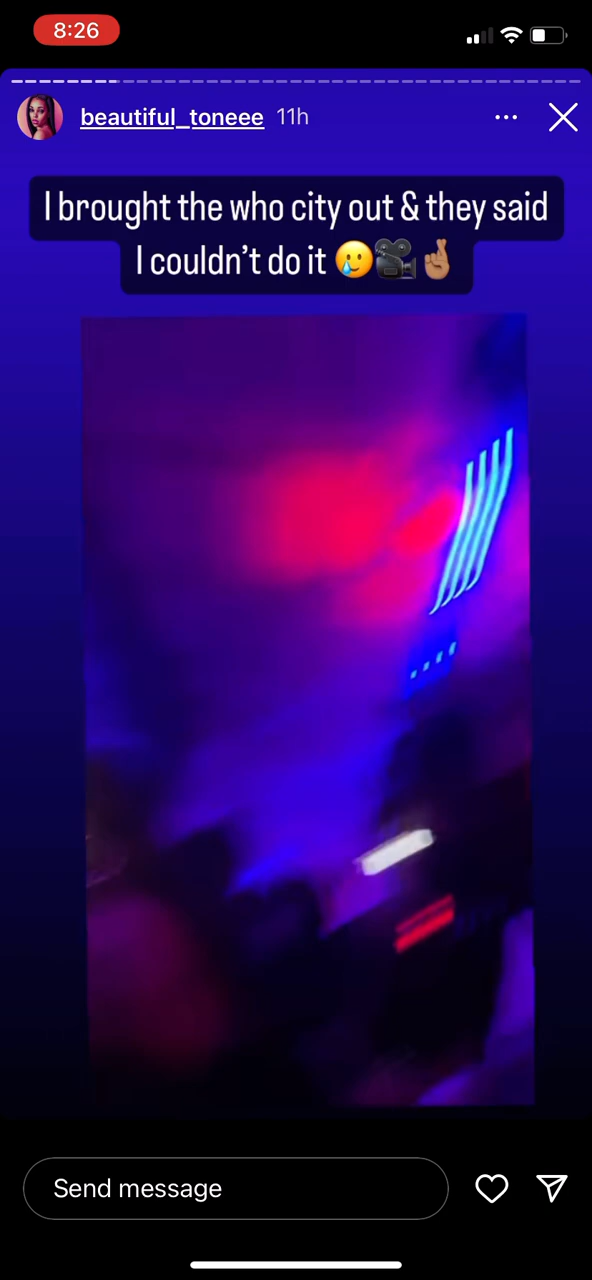 8:26
beautiful_toneee 11h
I brought the who city out & they said
I couldn't do it 🥲🎥🤞🏽
Send message